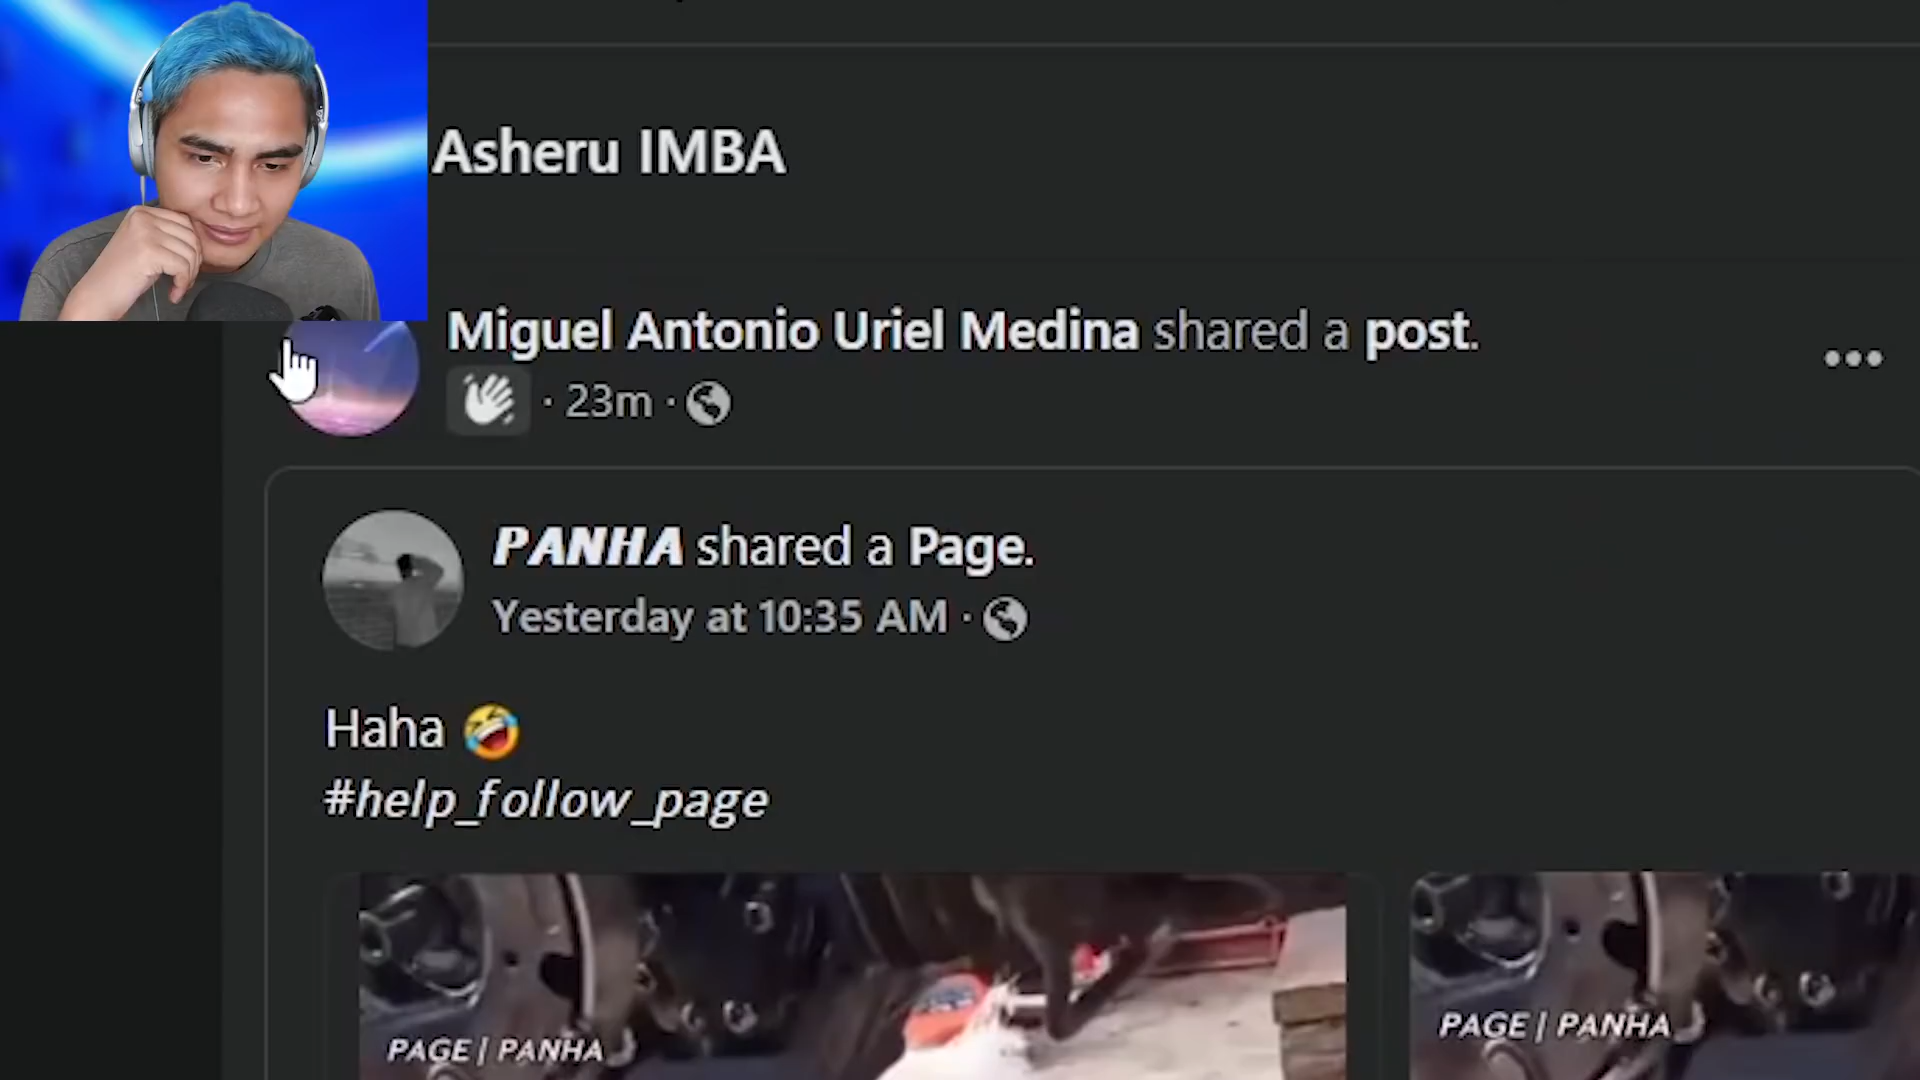 Asheru IMBA
Miguel Antonio Uriel Medina shared a post.
· 23m ·
PANHA shared a Page.
Yesterday at 10:35 AM ·
Haha 🤣
#help_follow_page
PAGE | PANHA
PAGE | PANHA